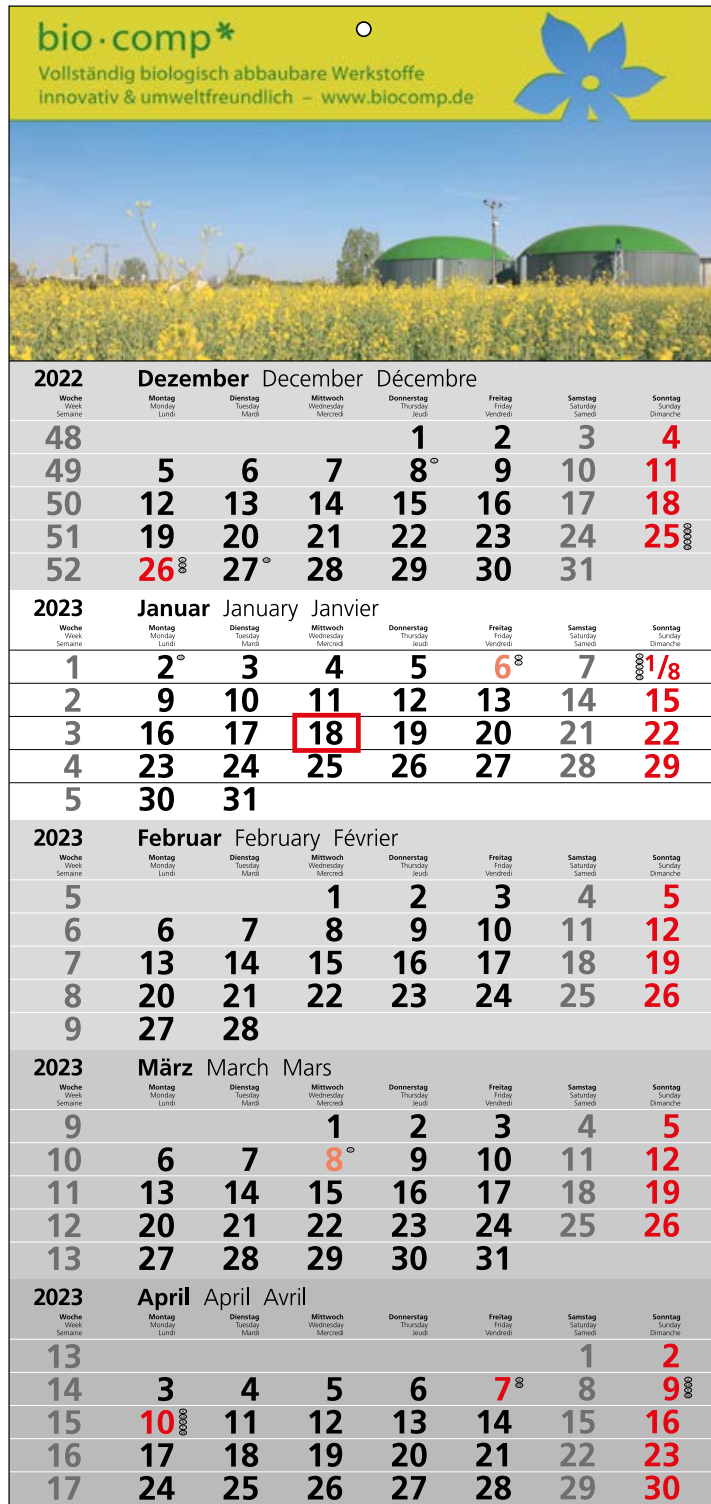 bio·comp*
Vollständig biologisch abbaubare Werkstoffe
innovativ & umweltfreundlich – www.biocomp.de
2022 Dezember December Décembre
Woche Montag Dienstag Mittwoch Donnerstag Freitag Samstag Sonntag
Week Monday Tuesday Wednesday Thursday Friday Saturday Sunday
Semaine Lundi Mardi Mercredi Jeudi Vendredi Samedi Dimanche
48 1 2 3 4
49 5 6 7 8 9 10 11
50 12 13 14 15 16 17 18
51 19 20 21 22 23 24 25
52 26 27 28 29 30 31
2023 Januar January Janvier
Woche Montag Dienstag Mittwoch Donnerstag Freitag Samstag Sonntag
Week Monday Tuesday Wednesday Thursday Friday Saturday Sunday
Semaine Lundi Mardi Mercredi Jeudi Vendredi Samedi Dimanche
1 2 3 4 5 6 7 1/8
2 9 10 11 12 13 14 15
3 16 17 18 19 20 21 22
4 23 24 25 26 27 28 29
5 30 31
2023 Februar February Février
Woche Montag Dienstag Mittwoch Donnerstag Freitag Samstag Sonntag
Week Monday Tuesday Wednesday Thursday Friday Saturday Sunday
Semaine Lundi Mardi Mercredi Jeudi Vendredi Samedi Dimanche
5 1 2 3 4 5
6 6 7 8 9 10 11 12
7 13 14 15 16 17 18 19
8 20 21 22 23 24 25 26
9 27 28
2023 März March Mars
Woche Montag Dienstag Mittwoch Donnerstag Freitag Samstag Sonntag
Week Monday Tuesday Wednesday Thursday Friday Saturday Sunday
Semaine Lundi Mardi Mercredi Jeudi Vendredi Samedi Dimanche
9 1 2 3 4 5
10 6 7 8 9 10 11 12
11 13 14 15 16 17 18 19
12 20 21 22 23 24 25 26
13 27 28 29 30 31
2023 April April Avril
Woche Montag Dienstag Mittwoch Donnerstag Freitag Samstag Sonntag
Week Monday Tuesday Wednesday Thursday Friday Saturday Sunday
Semaine Lundi Mardi Mercredi Jeudi Vendredi Samedi Dimanche
13 1 2
14 3 4 5 6 7 8 9
15 10 11 12 13 14 15 16
16 17 18 19 20 21 22 23
17 24 25 26 27 28 29 30